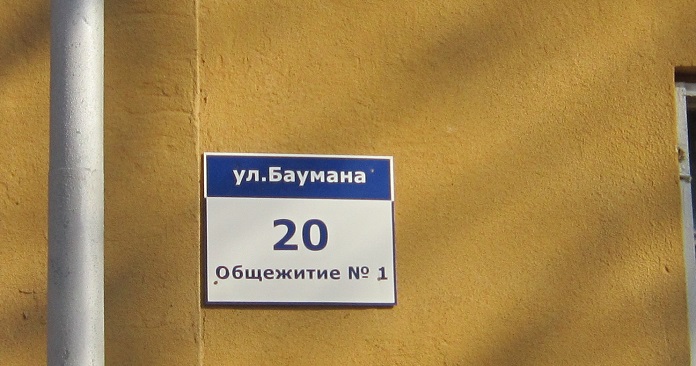 ул.Баумана
20
Общежитие № 1